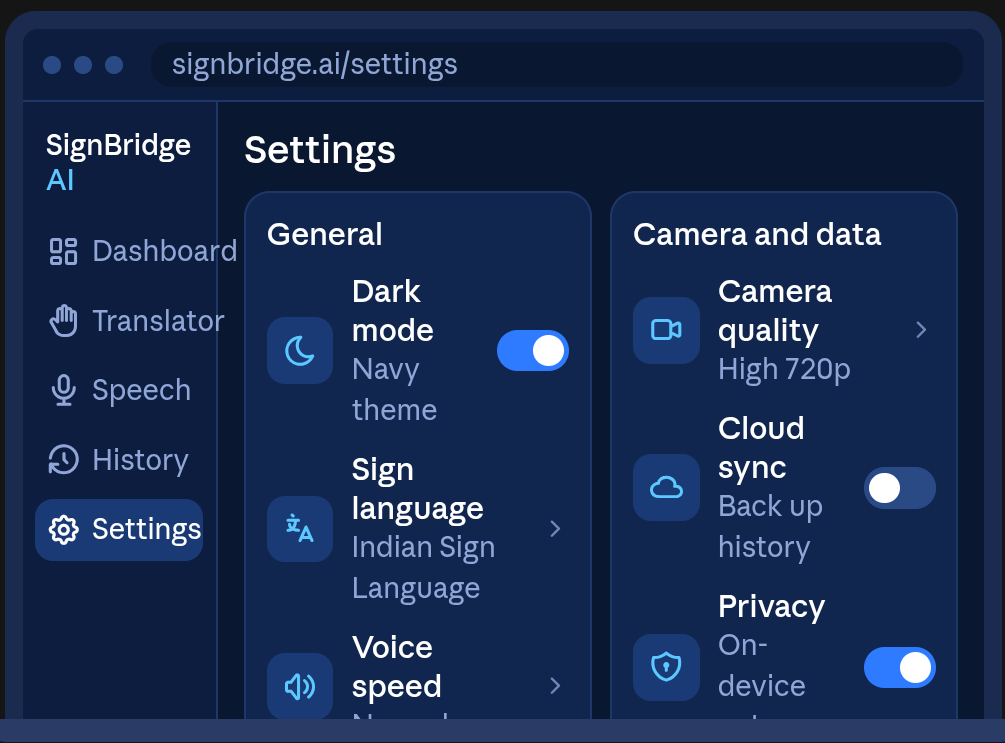 signbridge.ai/settings
SignBridge
AI
Dashboard
Translator
Speech
History
Settings
Settings
General
Dark
mode
Navy
theme
Sign
language
Indian Sign
Language
Voice
speed
Camera and data
Camera
quality
High 720p
Cloud
sync
Back up
history
Privacy
On-
device